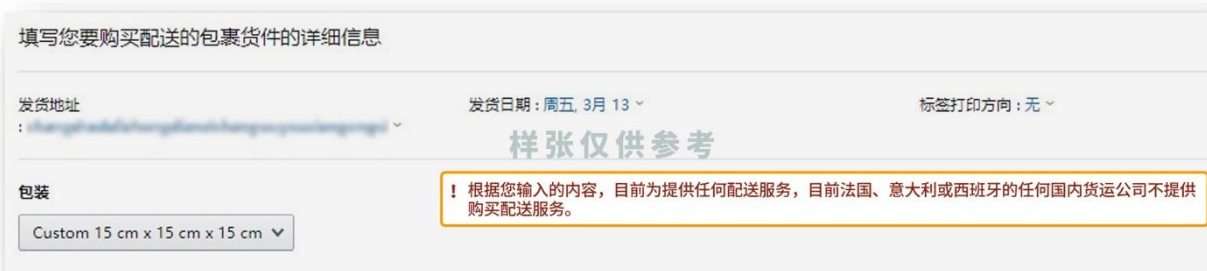 填写您要购买配送的包裹货件的详细信息
发货地址
:
发货日期 : 周五, 3月 13
标签打印方向 : 无
样张仅供参考
包装
! 根据您输入的内容，目前为提供任何配送服务，目前法国、意大利或西班牙的任何国内货运公司不提供
购买配送服务。
Custom 15 cm x 15 cm x 15 cm